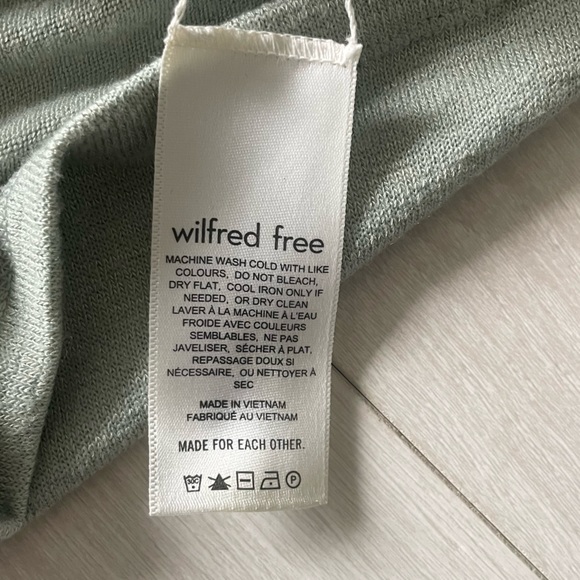 wilfred free
MACHINE WASH COLD WITH LIKE
COLOURS, DO NOT BLEACH,
DRY FLAT, COOL IRON ONLY IF
NEEDED, OR DRY CLEAN
LAVER À LA MACHINE À L'EAU
FROIDE AVEC COULEURS
SEMBLABLES, NE PAS
JAVELISER, SÉCHER À PLAT,
REPASSAGE DOUX SI
NÉCESSAIRE, OU NETTOYER À
SEC
MADE IN VIETNAM
FABRIQUÉ AU VIETNAM
MADE FOR EACH OTHER.
30C P